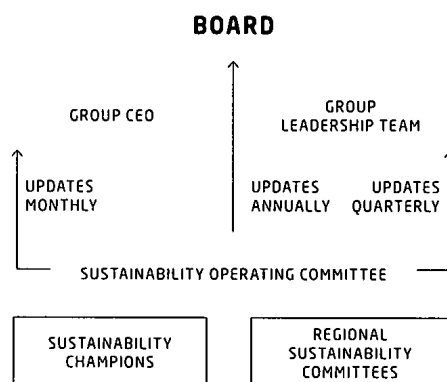 BOARD
GROUP CEO
GROUP
LEADERSHIP TEAM
UPDATES
MONTHLY
UPDATES
ANNUALLY
UPDATES
QUARTERLY
SUSTAINABILITY OPERATING COMMITTEE
SUSTAINABILITY
CHAMPIONS
REGIONAL
SUSTAINABILITY
COMMITTEES